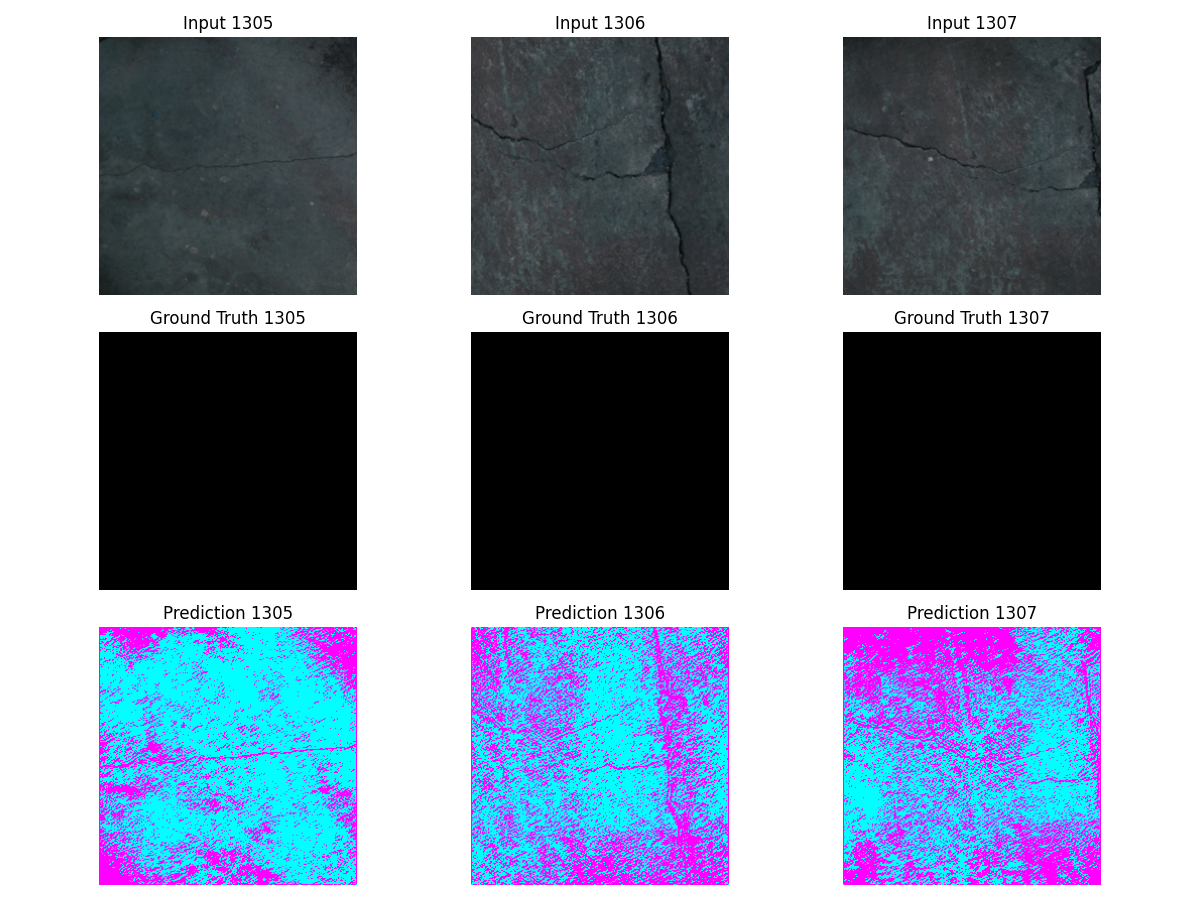 Input 1305
Input 1306
Input 1307
Ground Truth 1305
Ground Truth 1306
Ground Truth 1307
Prediction 1305
Prediction 1306
Prediction 1307